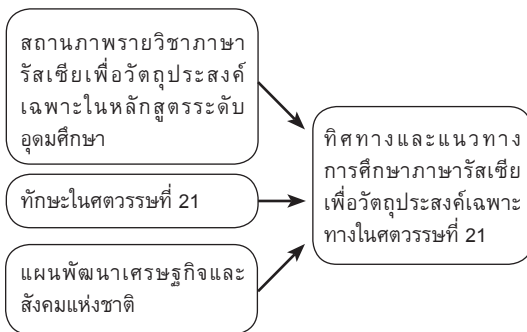 สถานภาพรายวิชาภาษา
รัสเซียเพื่อวัตถุประสงค์
เฉพาะในหลักสูตรระดับ
อุดมศึกษา
ทักษะในศตวรรษที่ 21
แผนพัฒนาเศรษฐกิจและ
สังคมแห่งชาติ
ทิศทางและแนวทาง
การศึกษาภาษารัสเซีย
เพื่อวัตถุประสงค์เฉพาะ
ทางในศตวรรษที่ 21